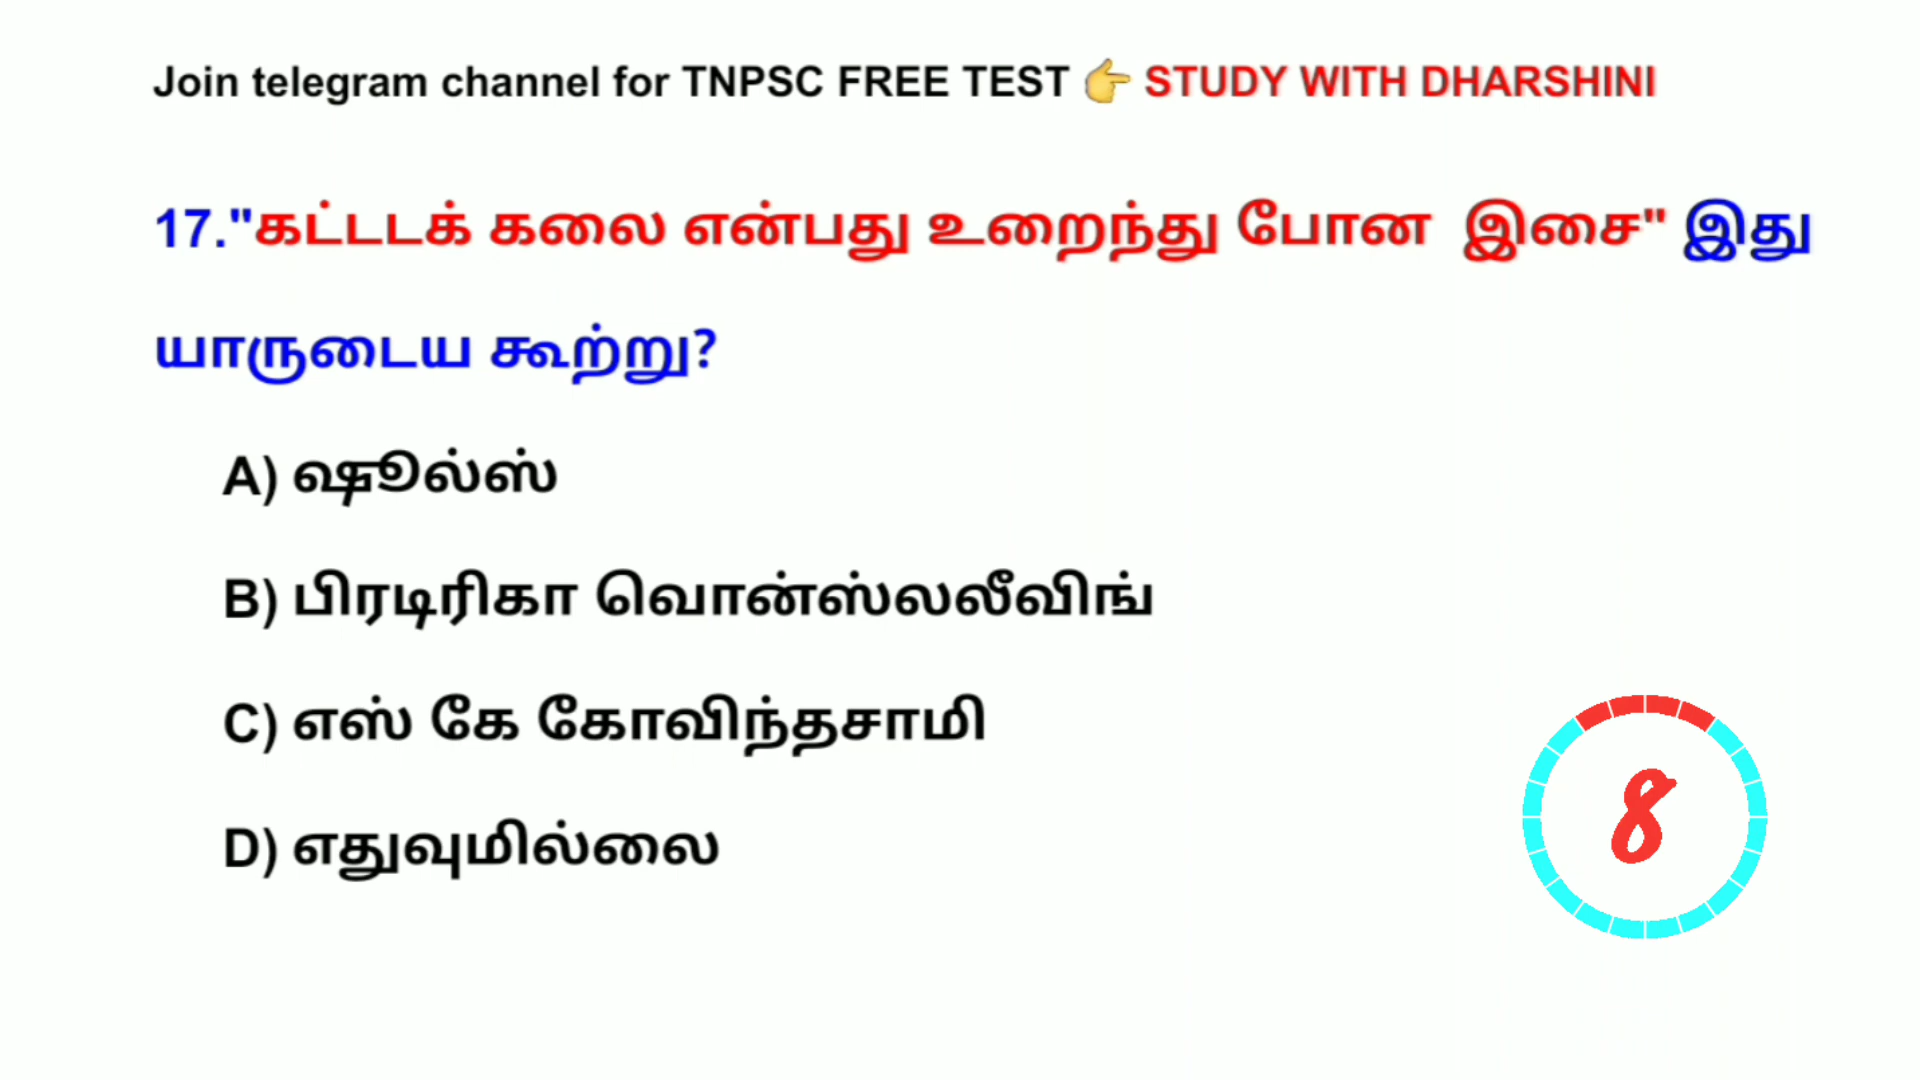 Join telegram channel for TNPSC FREE TEST 👉 STUDY WITH DHARSHINI
17."கட்டடக் கலை என்பது உறைந்து போன இசை" இது
யாருடைய கூற்று?
A) ஷூல்ஸ்
B) பிரடிரிகா வொன்ஸ்லலீவிங்
C) எஸ் கே கோவிந்தசாமி
D) எதுவுமில்லை
8